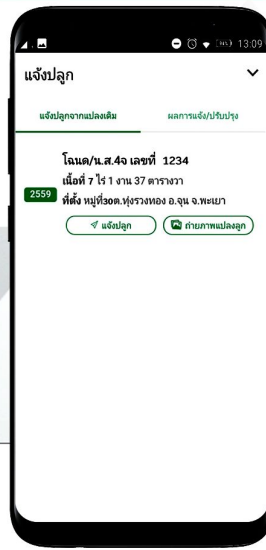 13:09
แจ้งปลูก
แจ้งปลูกจากแปลงเดิม ผลการแจ้ง/ปรับปรุง
โฉนด/น.ส.4จ เลขที่ 1234
เนื้อที่ 7 ไร่ 1 งาน 37 ตารางวา
2559
ที่ตั้ง หมู่ที่30ต.ทุ่งรวงทอง อ.จุน จ.พะเยา
แจ้งปลูก ถ่ายภาพแปลงลูก